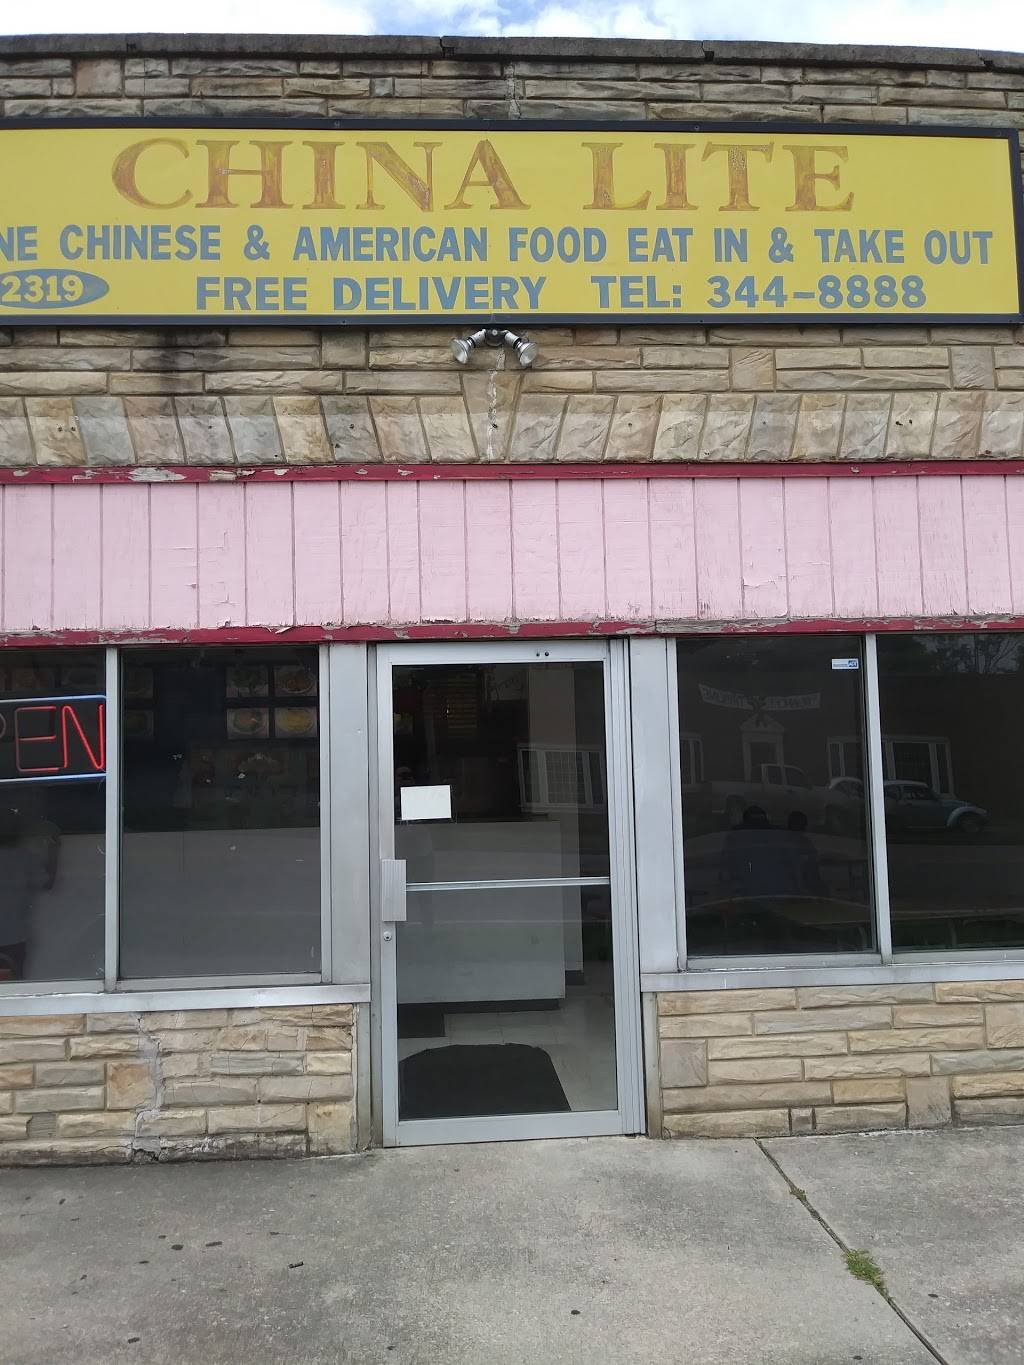 CHINA LITE
NE CHINESE & AMERICAN FOOD EAT IN & TAKE OUT
2319
FREE DELIVERY TEL: 344-8888
PEN